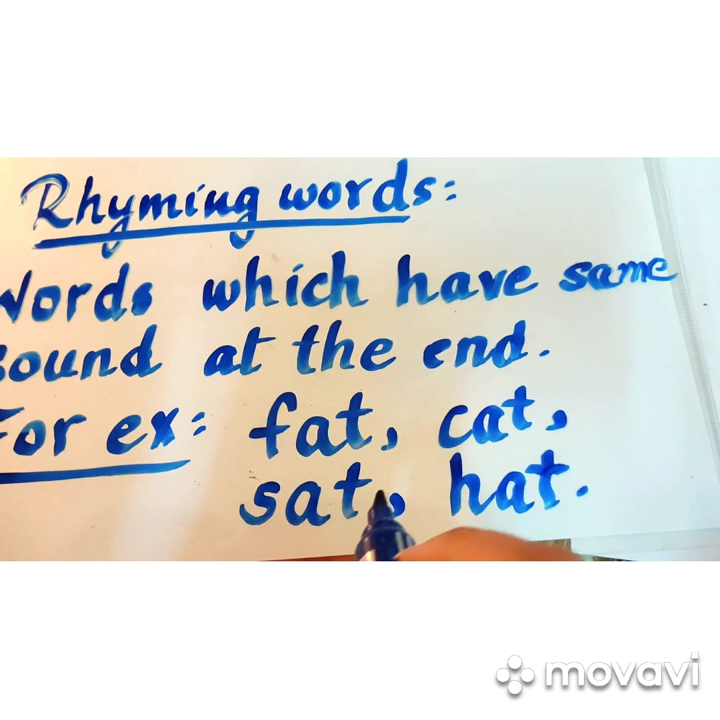 Rhyming words:
Words which have same
sound at the end.
For ex: fat, cat,
sat, hat.
movavi